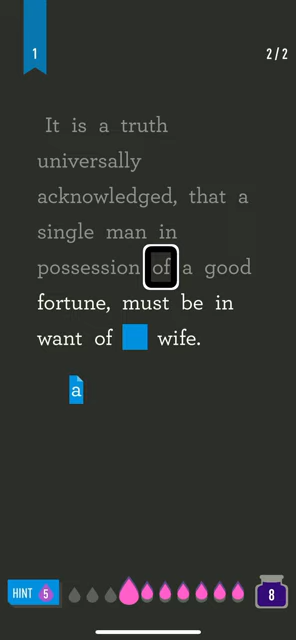 1
2/2
It is a truth
universally
acknowledged, that a
single man in
possession of a good
fortune, must be in
want of wife.
a
HINT 5
8